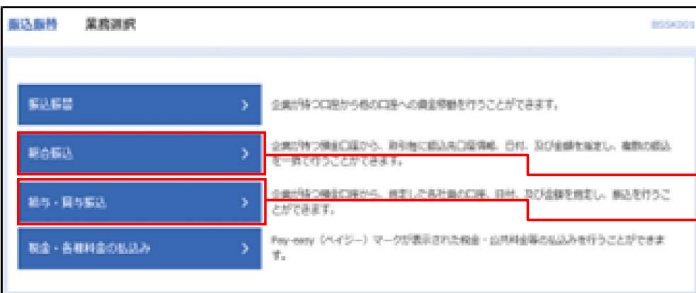 振込振替 業務選択 BSSK001
振込振替 企業が持つ口座から他の口座への資金移動を行うことができます。
総合振込 企業が持つ預金口座から、取引毎に振込先口座情報、日付、及び金額を指定し、複数の振込
を一括で行うことができます。
給与・賞与振込 企業が持つ預金口座から、指定した各社員の口座、日付、及び金額を指定し、振込を行うこ
とができます。
税金・各種料金の払込み Pay-easy(ペイジー)マークが表示された税金・公共料金等の払込みを行うことができま
す。